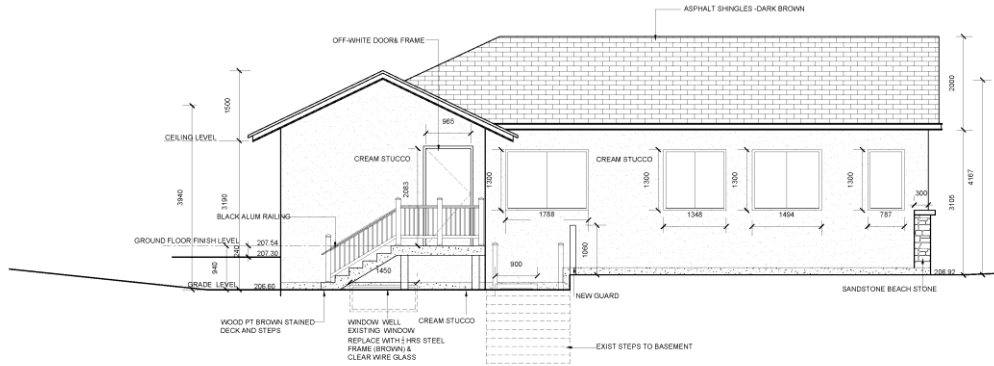 ASPHALT SHINGLES -DARK BROWN
OFF-WHITE DOOR& FRAME
1500
2000
965
CEILING LEVEL
CREAM STUCCO
CREAM STUCCO
2083
1300
1300
1300
1300
4167
3940
3190
3105
300
1788
1348
1494
787
BLACK ALUM RAILING
GROUND FLOOR FINISH LEVEL
207.54
240
207.30
1060
940
1450
900
206.92
GRADE LEVEL
206.60
NEW GUARD
SANDSTONE BEACH STONE
WOOD PT BROWN STAINED
DECK AND STEPS
WINDOW WELL
EXISTING WINDOW
REPLACE WITH HRS STEEL
FRAME (BROWN) &
CLEAR WIRE GLASS
CREAM STUCCO
EXIST STEPS TO BASEMENT